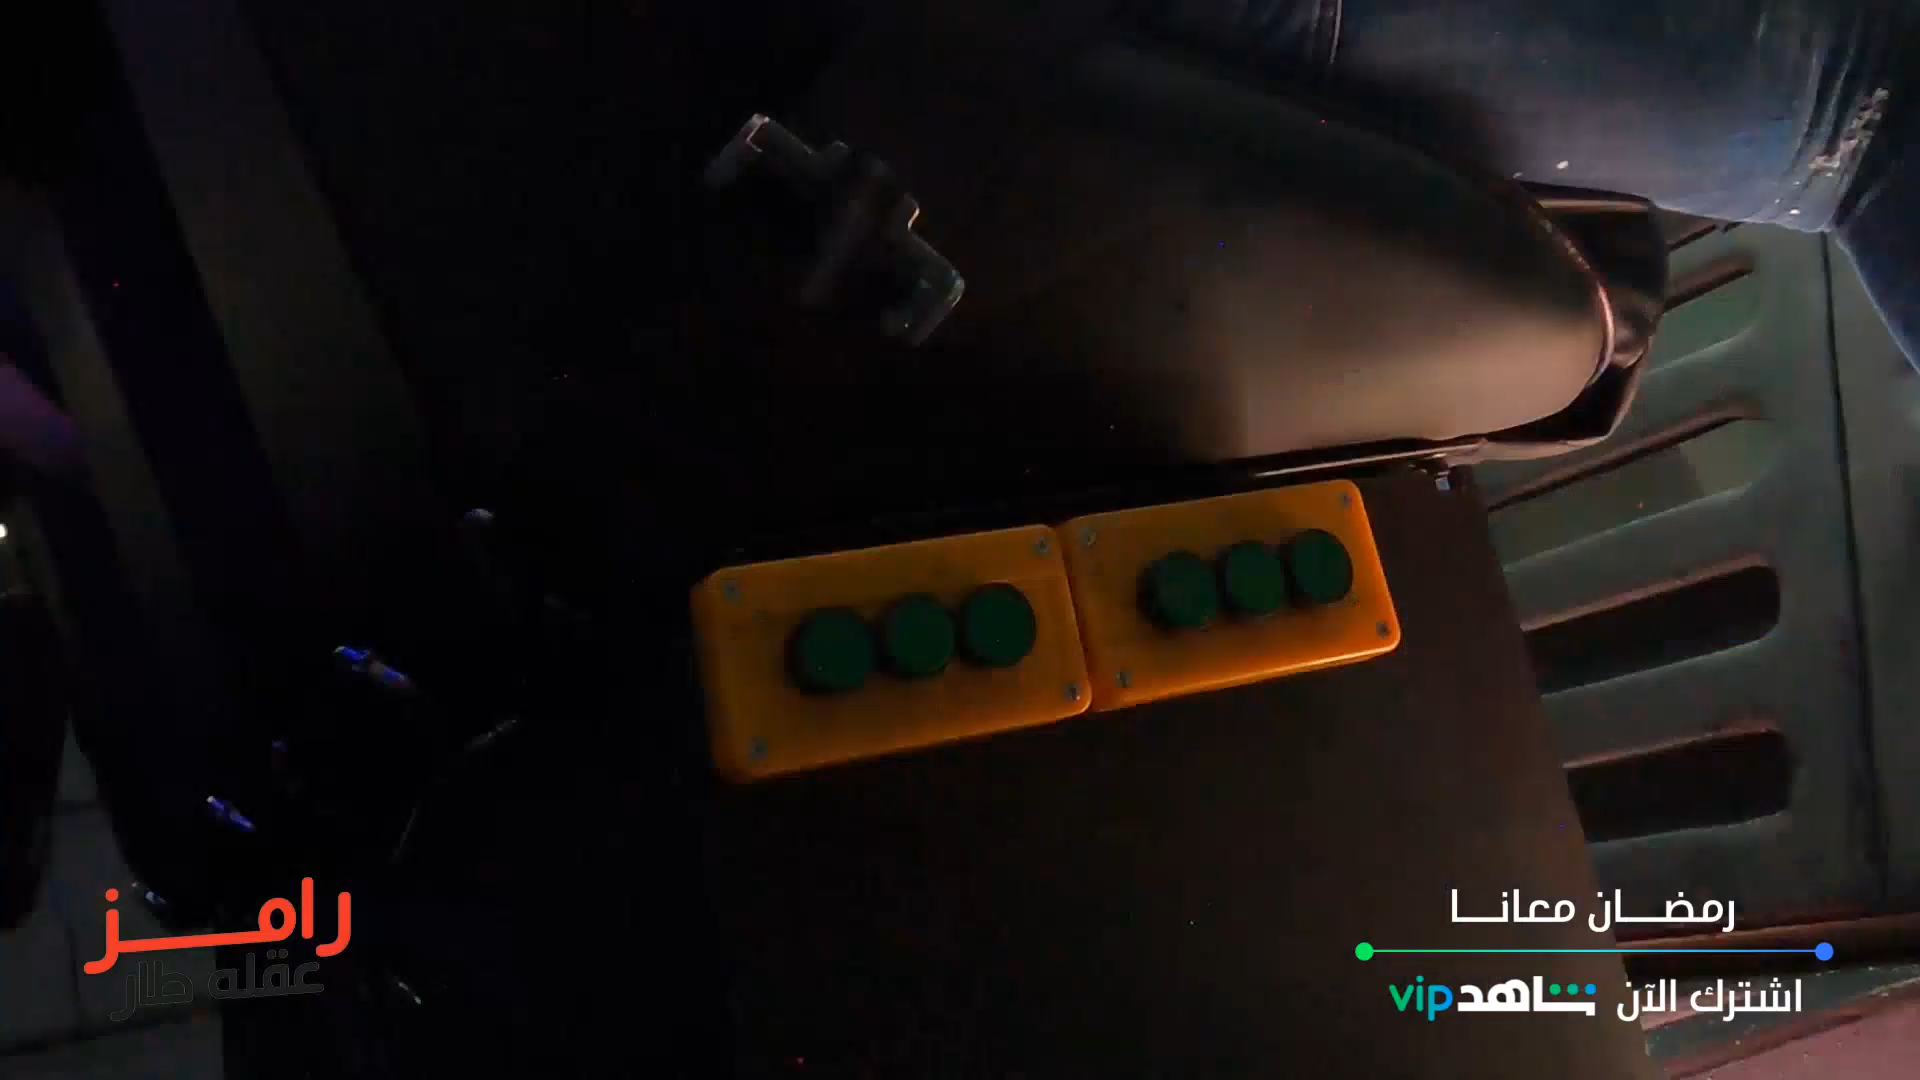 رامز
عقله طار
رمضان معانا
اشترك الآن شاهد vip